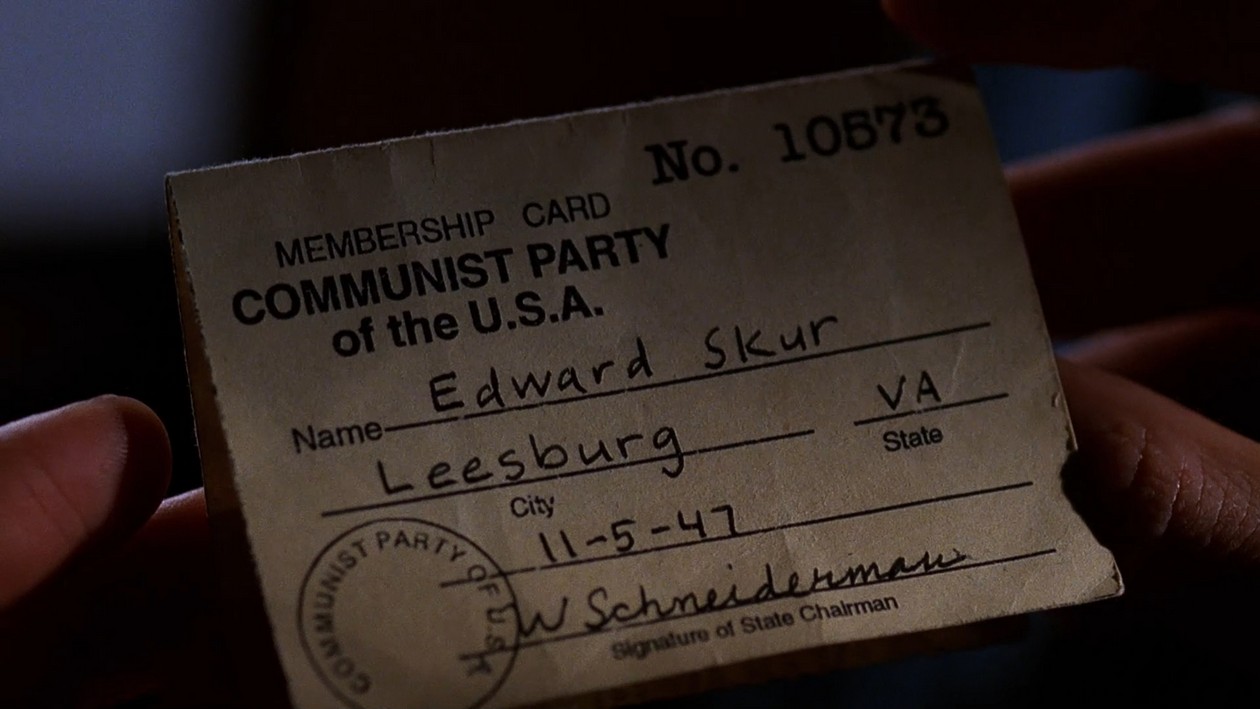 No. 10573
MEMBERSHIP CARD
COMMUNIST PARTY
of the U.S.A.
Name Edward Skur
Leesburg VA
City State
11-5-47
W Schneiderman
Signature of State Chairman
COMMUNIST PARTY OF U.S.A